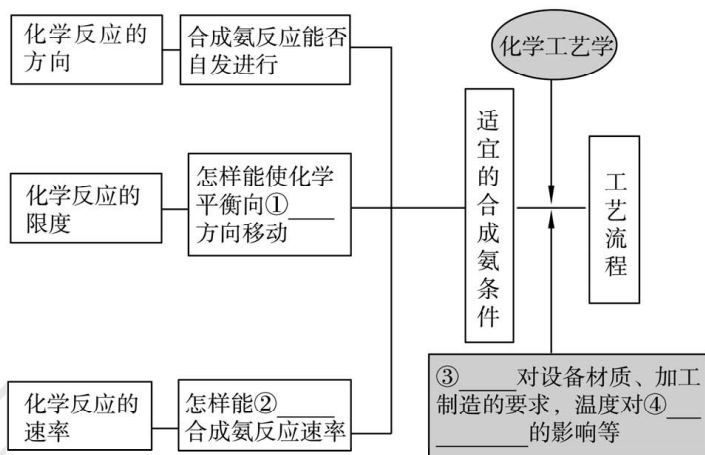 化学反应的
方向
合成氨反应能否
自发进行
化学反应的
限度
怎样能使化学
平衡向①____
方向移动
化学反应的
速率
怎样能②____
合成氨反应速率
适宜的合成氨条件
化学工艺学
工艺流程
③____对设备材质、加工
制造的要求，温度对④___
________的影响等